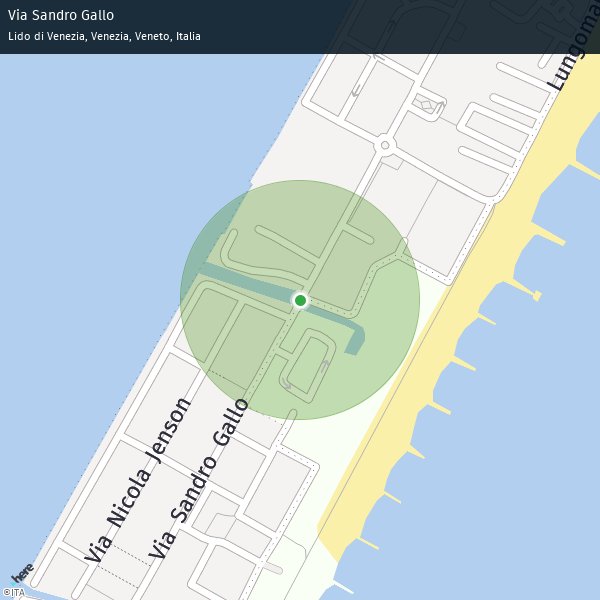 Via Sandro Gallo
Lido di Venezia, Venezia, Veneto, Italia
Lungoma
Via Nicola Jenson
Via Sandro Gallo
here
©ITA